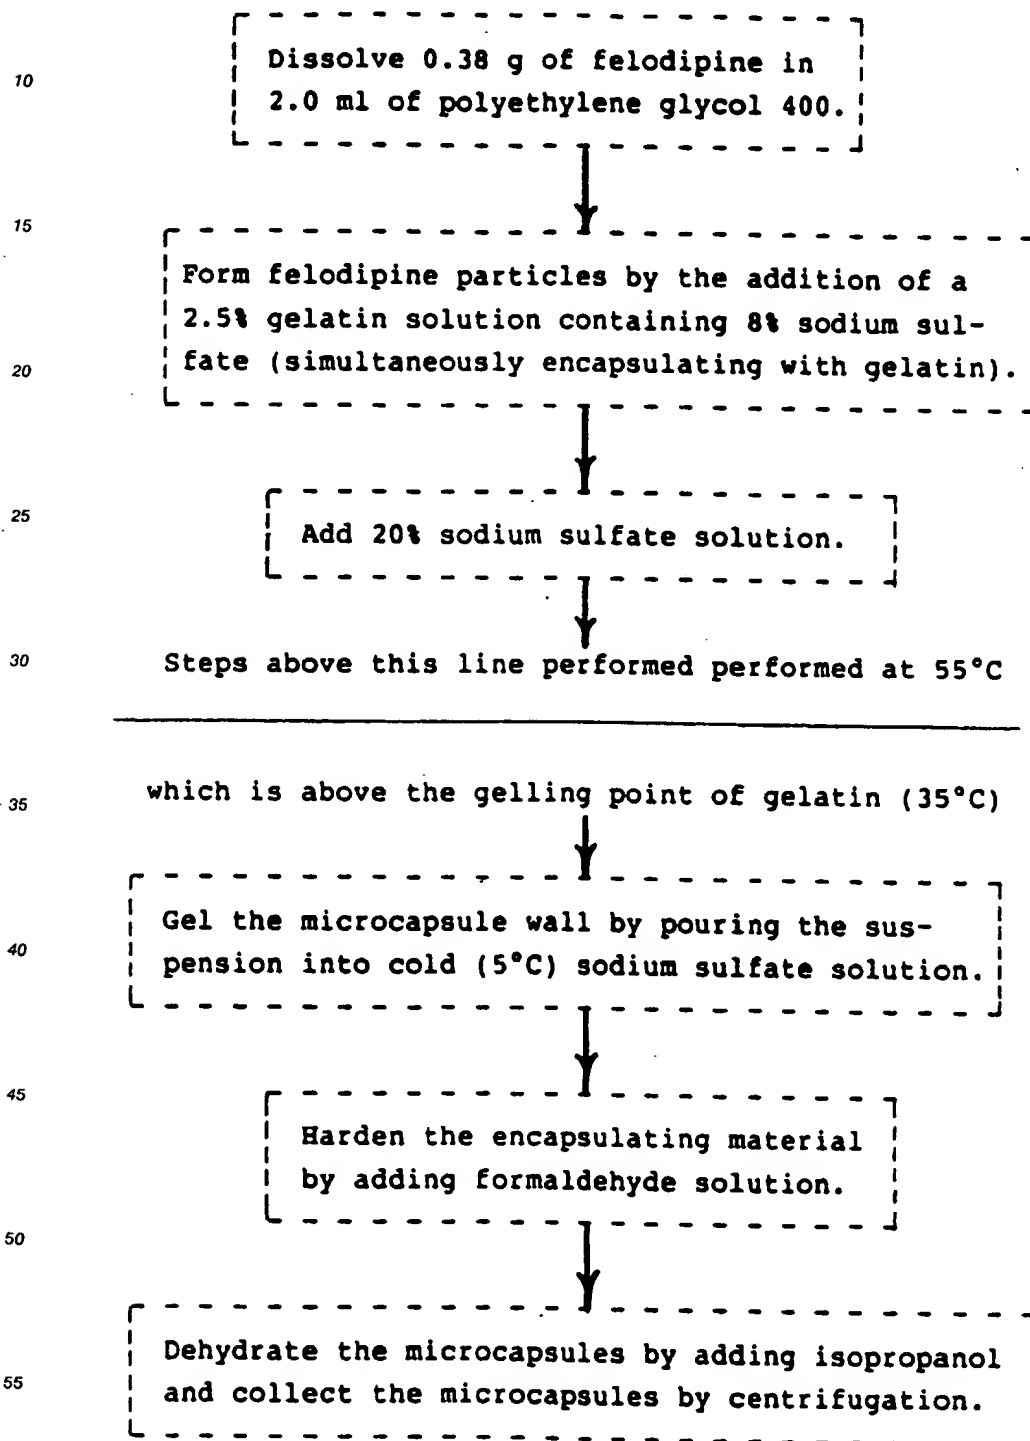 Dissolve 0.38 g of felodipine in
10
2.0 ml of polyethylene glycol 400.
15
Form felodipine particles by the addition of a
2.5% gelatin solution containing 8% sodium sul-
20
fate (simultaneously encapsulating with gelatin).
25
Add 20% sodium sulfate solution.
30
Steps above this line performed performed at 55°C
35
which is above the gelling point of gelatin (35°C)
Gel the microcapsule wall by pouring the sus-
40
pension into cold (5°C) sodium sulfate solution.
45
Harden the encapsulating material
by adding formaldehyde solution.
50
Dehydrate the microcapsules by adding isopropanol
55
and collect the microcapsules by centrifugation.